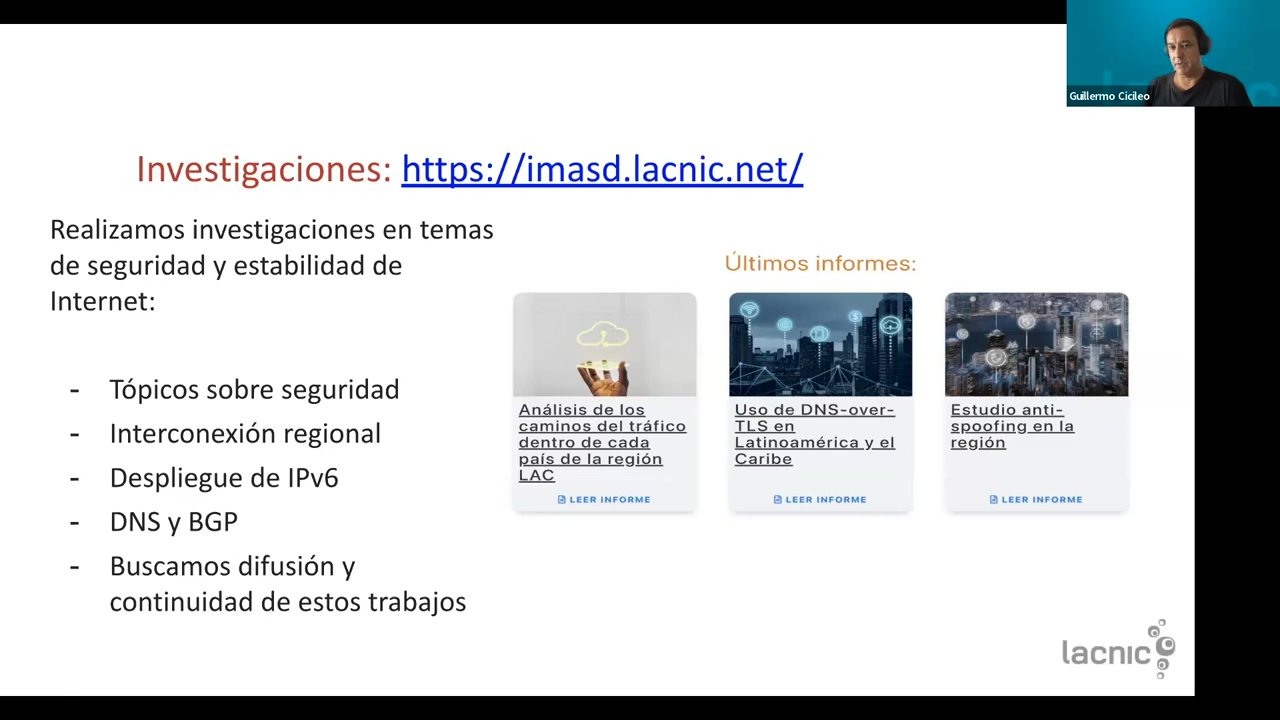 Guillermo Cicileo
Investigaciones: https://imasd.lacnic.net/
Realizamos investigaciones en temas
de seguridad y estabilidad de
Internet:
- Tópicos sobre seguridad
- Interconexión regional
- Despliegue de IPv6
- DNS y BGP
- Buscamos difusión y
continuidad de estos trabajos
Últimos informes:
Análisis de los
caminos del tráfico
dentro de cada
país de la región
LAC
LEER INFORME
Uso de DNS-over-
TLS en
Latinoamérica y el
Caribe
LEER INFORME
Estudio anti-
spoofing en la
región
LEER INFORME
lacnic